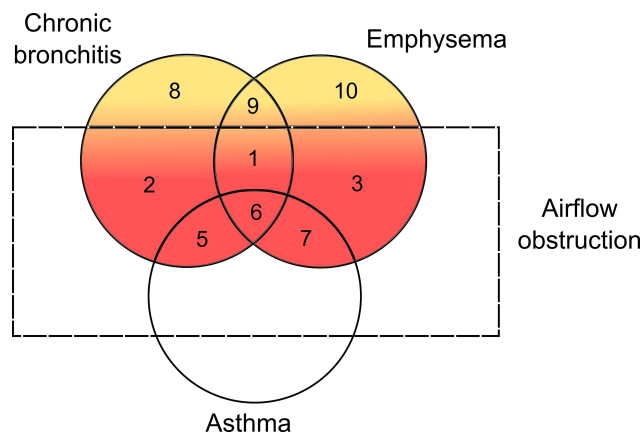 Chronic
bronchitis
Emphysema
8
9
10
1
2
3
6
5
7
Airflow
obstruction
Asthma